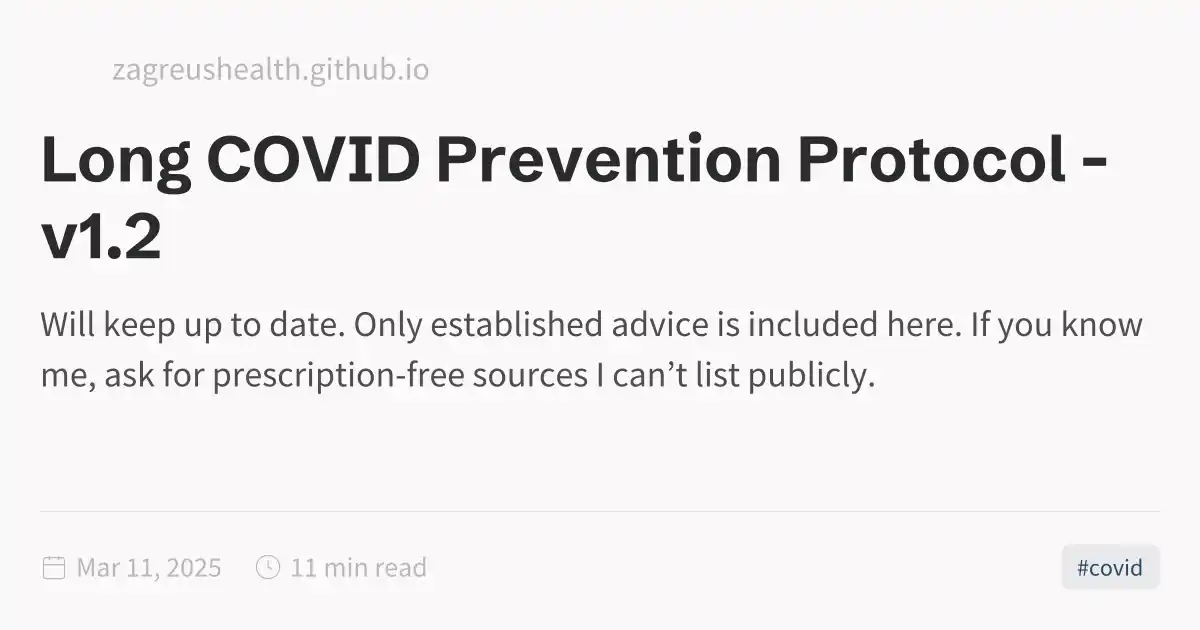 zagreushealth.github.io
Long COVID Prevention Protocol -
v1.2
Will keep up to date. Only established advice is included here. If you know
me, ask for prescription-free sources I can’t list publicly.
Mar 11, 2025 11 min read #covid